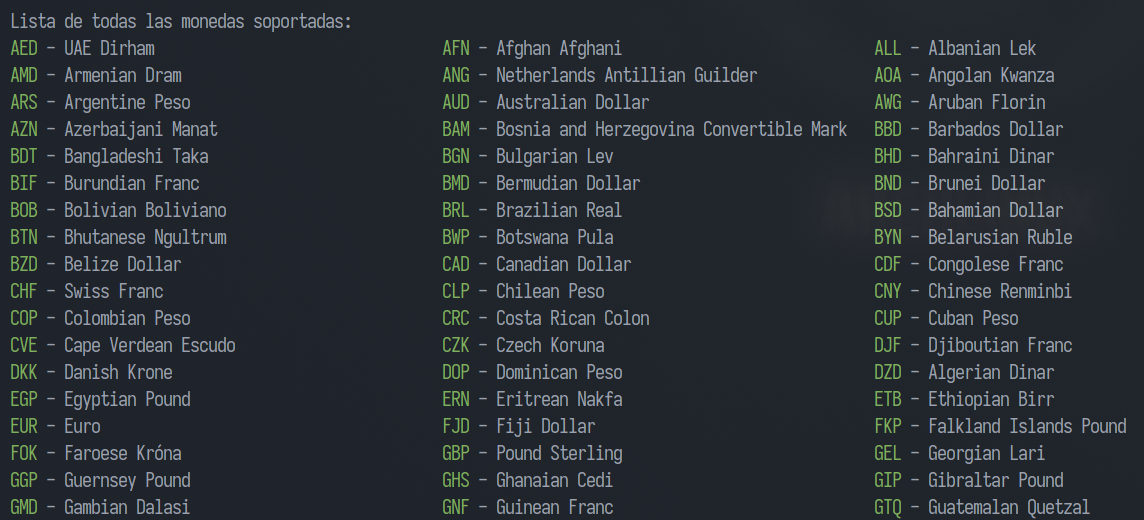 Lista de todas las monedas soportadas:
AED - UAE Dirham AFN - Afghan Afghani ALL - Albanian Lek
AMD - Armenian Dram ANG - Netherlands Antillian Guilder AOA - Angolan Kwanza
ARS - Argentine Peso AUD - Australian Dollar AWG - Aruban Florin
AZN - Azerbaijani Manat BAM - Bosnia and Herzegovina Convertible Mark BBD - Barbados Dollar
BDT - Bangladeshi Taka BGN - Bulgarian Lev BHD - Bahraini Dinar
BIF - Burundian Franc BMD - Bermudian Dollar BND - Brunei Dollar
BOB - Bolivian Boliviano BRL - Brazilian Real BSD - Bahamian Dollar
BTN - Bhutanese Ngultrum BWP - Botswana Pula BYN - Belarusian Ruble
BZD - Belize Dollar CAD - Canadian Dollar CDF - Congolese Franc
CHF - Swiss Franc CLP - Chilean Peso CNY - Chinese Renminbi
COP - Colombian Peso CRC - Costa Rican Colon CUP - Cuban Peso
CVE - Cape Verdean Escudo CZK - Czech Koruna DJF - Djiboutian Franc
DKK - Danish Krone DOP - Dominican Peso DZD - Algerian Dinar
EGP - Egyptian Pound ERN - Eritrean Nakfa ETB - Ethiopian Birr
EUR - Euro FJD - Fiji Dollar FKP - Falkland Islands Pound
FOK - Faroese Króna GBP - Pound Sterling GEL - Georgian Lari
GGP - Guernsey Pound GHS - Ghanaian Cedi GIP - Gibraltar Pound
GMD - Gambian Dalasi GNF - Guinean Franc GTQ - Guatemalan Quetzal